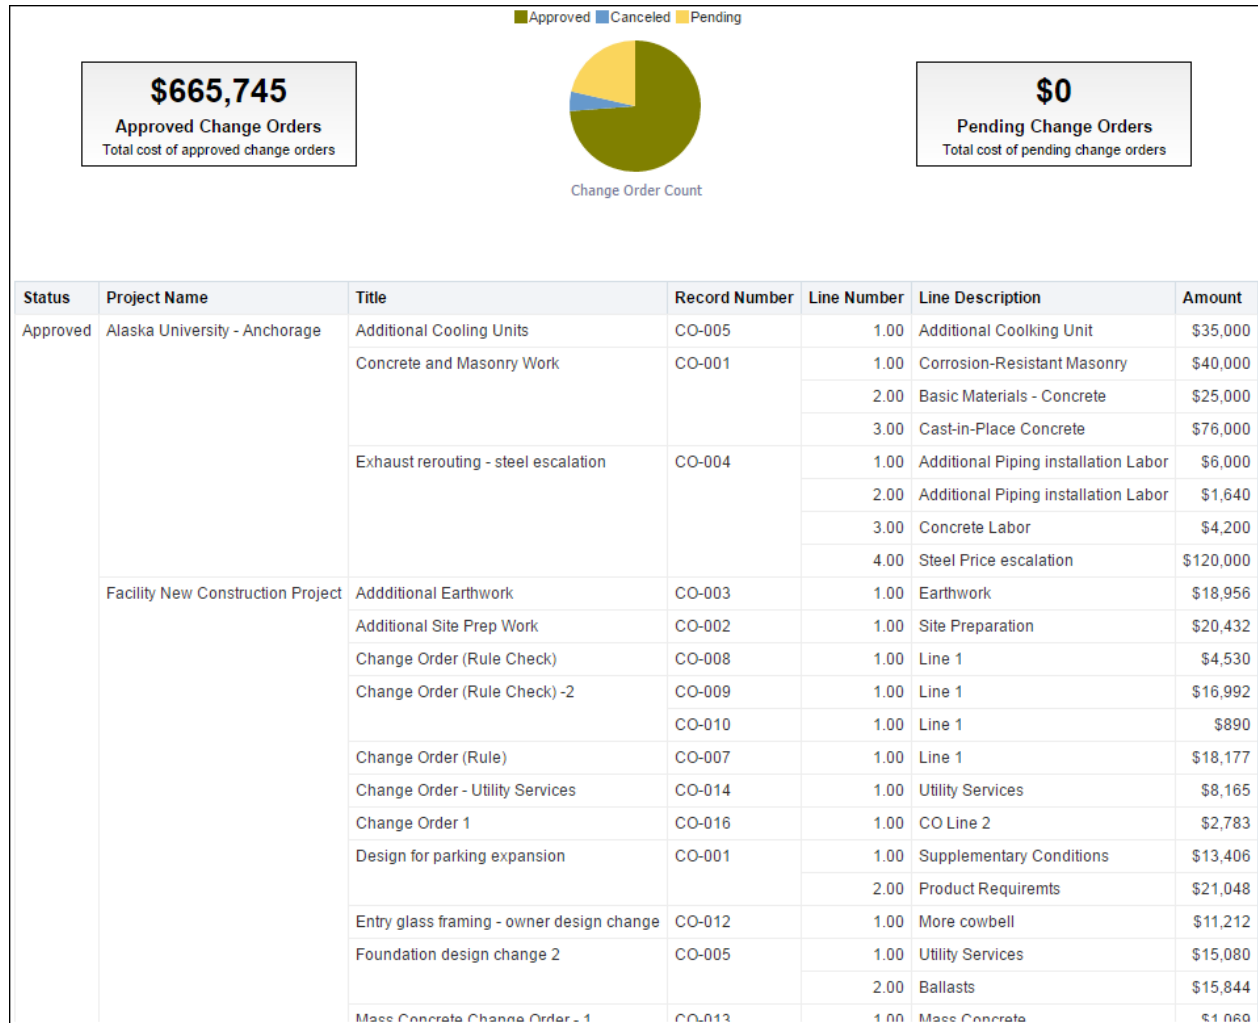 Approved Canceled Pending
$665,745
Approved Change Orders
Total cost of approved change orders
Change Order Count
$0
Pending Change Orders
Total cost of pending change orders
Status Project Name Title Record Number Line Number Line Description Amount
Approved Alaska University - Anchorage Additional Cooling Units CO-005 1.00 Additional Coolking Unit $35,000
Concrete and Masonry Work CO-001 1.00 Corrosion-Resistant Masonry $40,000
2.00 Basic Materials - Concrete $25,000
3.00 Cast-in-Place Concrete $76,000
Exhaust rerouting - steel escalation CO-004 1.00 Additional Piping installation Labor $6,000
2.00 Additional Piping installation Labor $1,640
3.00 Concrete Labor $4,200
4.00 Steel Price escalation $120,000
Facility New Construction Project Addditional Earthwork CO-003 1.00 Earthwork $18,956
Additional Site Prep Work CO-002 1.00 Site Preparation $20,432
Change Order (Rule Check) CO-008 1.00 Line 1 $4,530
Change Order (Rule Check) -2 CO-009 1.00 Line 1 $16,992
CO-010 1.00 Line 1 $890
Change Order (Rule) CO-007 1.00 Line 1 $18,177
Change Order - Utility Services CO-014 1.00 Utility Services $8,165
Change Order 1 CO-016 1.00 CO Line 2 $2,783
Design for parking expansion CO-001 1.00 Supplementary Conditions $13,406
2.00 Product Requiremts $21,048
Entry glass framing - owner design change CO-012 1.00 More cowbell $11,212
Foundation design change 2 CO-005 1.00 Utility Services $15,080
2.00 Ballasts $15,844
Mass Concrete Change Order - 1 CO-013 1.00 Mass Concrete $1,069